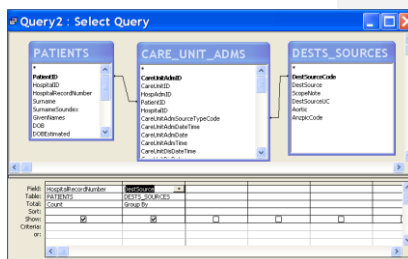 Query2 : Select Query
PATIENTS
*
PatientID
HospitalID
HospitalRecordNumber
Surname
SurnameSoundex
GivenNames
DOB
DOBEstimated
CARE_UNIT_ADMS
*
CareUnitAdmID
CareUnitID
HospAdmID
PatientID
HospitalID
CareUnitAdmSourceTypeCode
CareUnitAdmDateTime
CareUnitAdmDate
CareUnitAdmTime
CareUnitDisDateTime
DESTS_SOURCES
*
DestSourceCode
DestSource
ScopeNote
DestSourceUC
Aortic
AnzpicCode
Field: HospitalRecordNumber DestSource
Table: PATIENTS DESTS_SOURCES
Total: Count Group By
Sort:
Show:
Criteria:
or: